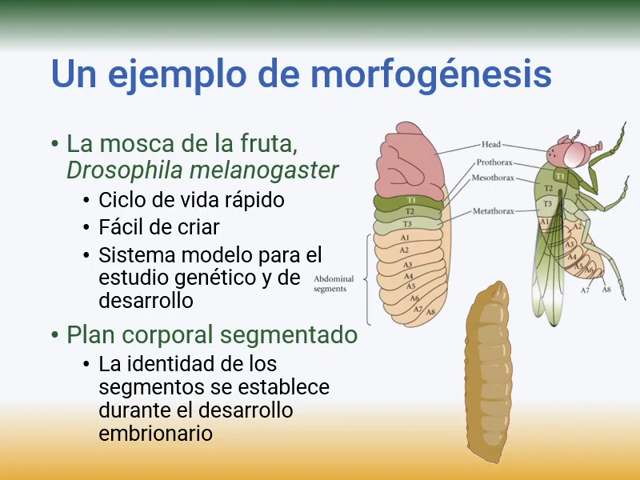 Un ejemplo de morfogénesis
• La mosca de la fruta,
Drosophila melanogaster
• Ciclo de vida rápido
• Fácil de criar
• Sistema modelo para el
estudio genético y de
desarrollo
• Plan corporal segmentado
• La identidad de los
segmentos se establece
durante el desarrollo
embrionario
Head
Prothorax
Mesothorax
Metathorax
Abdominal
segments
T1
T2
T3
A1
A2
A3
A4
A5
A6
A7
A8
T1
T2
T3
A1
A2
A3
A4
A5
A6
A7
A8